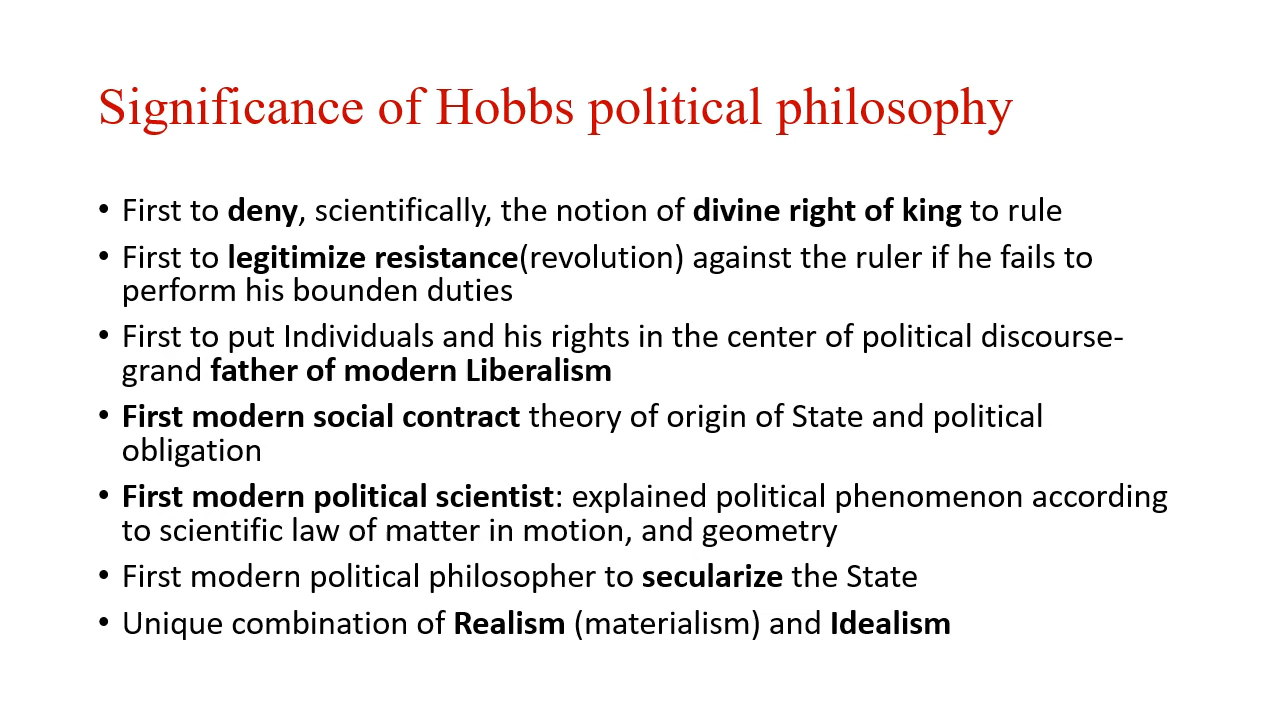 Significance of Hobbs political philosophy
• First to deny, scientifically, the notion of divine right of king to rule
• First to legitimize resistance(revolution) against the ruler if he fails to
perform his bounden duties
• First to put Individuals and his rights in the center of political discourse-
grand father of modern Liberalism
• First modern social contract theory of origin of State and political
obligation
• First modern political scientist: explained political phenomenon according
to scientific law of matter in motion, and geometry
• First modern political philosopher to secularize the State
• Unique combination of Realism (materialism) and Idealism